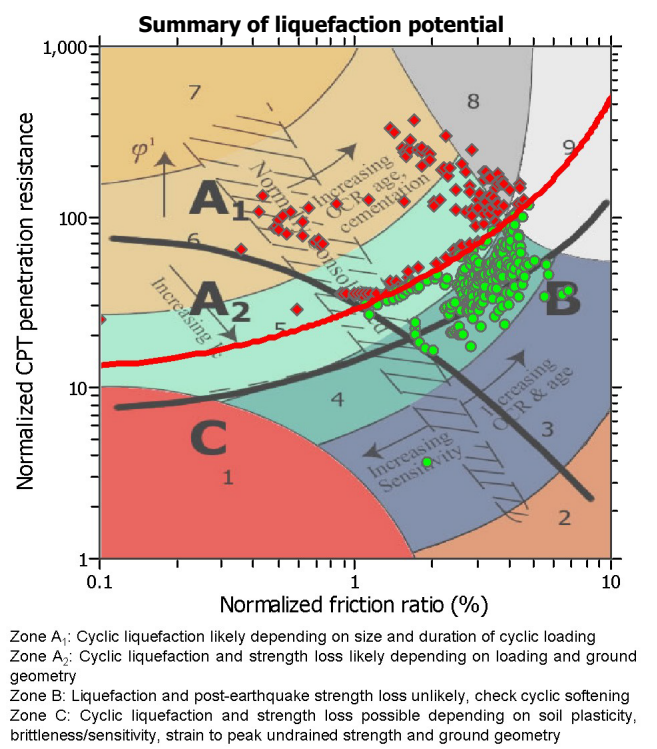 Summary of liquefaction potential
1,000
100
10
1
0.1
1
10
Normalized CPT penetration resistance
Normalized friction ratio (%)
7
8
9
φ'
A1
Increasing
OCR, age,
cementation
6
A2
Increasing Ic
5
B
4
C
1
Increasing
Sensitivity
Increasing
OCR & age
3
2
Zone A1: Cyclic liquefaction likely depending on size and duration of cyclic loading
Zone A2: Cyclic liquefaction and strength loss likely depending on loading and ground
geometry
Zone B: Liquefaction and post-earthquake strength loss unlikely, check cyclic softening
Zone C: Cyclic liquefaction and strength loss possible depending on soil plasticity,
brittleness/sensitivity, strain to peak undrained strength and ground geometry